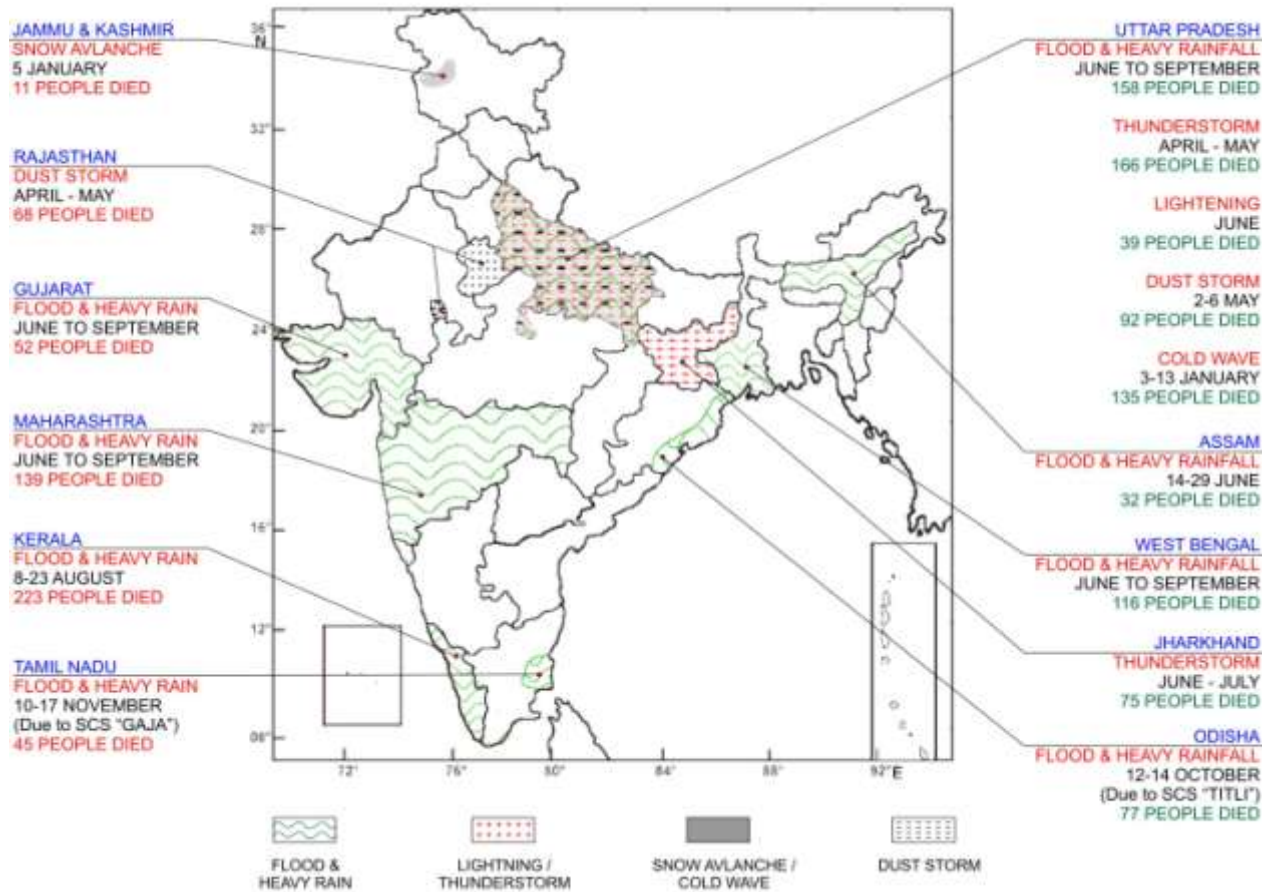 JAMMU & KASHMIR
SNOW AVLANCHE
5 JANUARY
11 PEOPLE DIED
RAJASTHAN
DUST STORM
APRIL - MAY
68 PEOPLE DIED
GUJARAT
FLOOD & HEAVY RAIN
JUNE TO SEPTEMBER
52 PEOPLE DIED
MAHARASHTRA
FLOOD & HEAVY RAIN
JUNE TO SEPTEMBER
139 PEOPLE DIED
KERALA
FLOOD & HEAVY RAIN
8-23 AUGUST
223 PEOPLE DIED
TAMIL NADU
FLOOD & HEAVY RAIN
10-17 NOVEMBER
(Due to SCS "GAJA")
45 PEOPLE DIED
36°
N
32°
28°
24°
20°
16°
12°
08°
72°
76°
80°
84°
88°
92°E
UTTAR PRADESH
FLOOD & HEAVY RAINFALL
JUNE TO SEPTEMBER
158 PEOPLE DIED
THUNDERSTORM
APRIL - MAY
166 PEOPLE DIED
LIGHTENING
JUNE
39 PEOPLE DIED
DUST STORM
2-6 MAY
92 PEOPLE DIED
COLD WAVE
3-13 JANUARY
135 PEOPLE DIED
ASSAM
FLOOD & HEAVY RAINFALL
14-29 JUNE
32 PEOPLE DIED
WEST BENGAL
FLOOD & HEAVY RAINFALL
JUNE TO SEPTEMBER
116 PEOPLE DIED
JHARKHAND
THUNDERSTORM
JUNE - JULY
75 PEOPLE DIED
ODISHA
FLOOD & HEAVY RAINFALL
12-14 OCTOBER
(Due to SCS "TITLI")
77 PEOPLE DIED
FLOOD &
HEAVY RAIN
LIGHTNING /
THUNDERSTORM
SNOW AVLANCHE /
COLD WAVE
DUST STORM